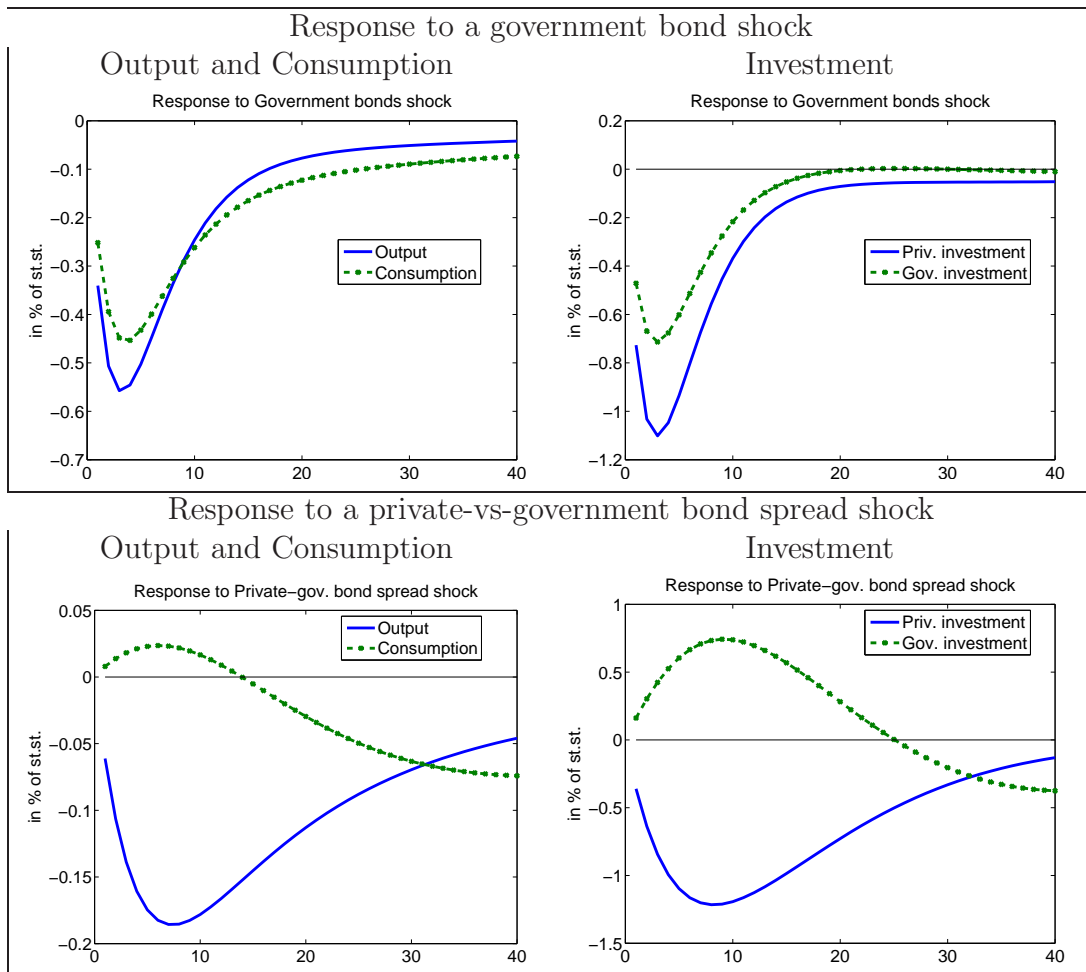 Response to a government bond shock
Output and Consumption
Investment
Response to Government bonds shock
0
−0.1
−0.2
−0.3
−0.4
−0.5
−0.6
−0.7
in % of st.st.
Output
Consumption
0 10 20 30 40
Response to Government bonds shock
0.2
0
−0.2
−0.4
−0.6
−0.8
−1
−1.2
in % of st.st.
Priv. investment
Gov. investment
0 10 20 30 40
Response to a private-vs-government bond spread shock
Output and Consumption
Investment
Response to Private−gov. bond spread shock
0.05
0
−0.05
−0.1
−0.15
−0.2
in % of st.st.
Output
Consumption
0 10 20 30 40
Response to Private−gov. bond spread shock
1
0.5
0
−0.5
−1
−1.5
in % of st.st.
Priv. investment
Gov. investment
0 10 20 30 40